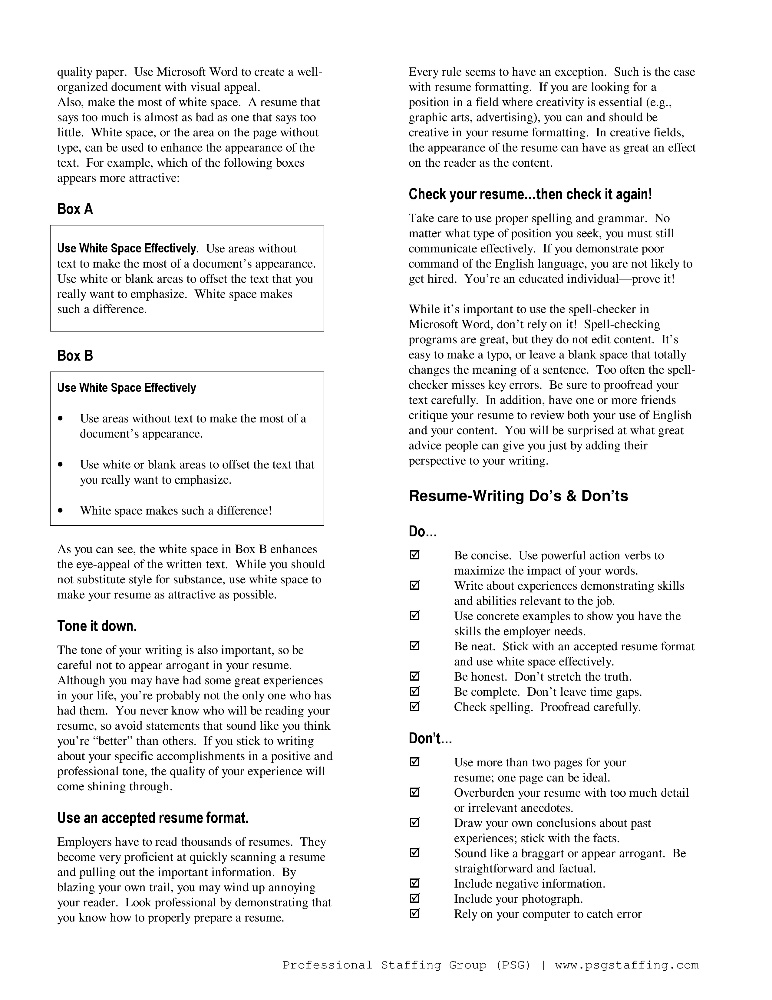 quality paper.  Use Microsoft Word to create a well-
organized document with visual appeal.
Also, make the most of white space.  A resume that
says too much is almost as bad as one that says too
little.  White space, or the area on the page without
type, can be used to enhance the appearance of the
text.  For example, which of the following boxes
appears more attractive:
Box A
Use White Space Effectively.  Use areas without
text to make the most of a document's appearance.
Use white or blank areas to offset the text that you
really want to emphasize.  White space makes
such a difference.
Box B
Use White Space Effectively
• Use areas without text to make the most of a
document's appearance.
• Use white or blank areas to offset the text that
you really want to emphasize.
• White space makes such a difference!
As you can see, the white space in Box B enhances
the eye-appeal of the written text.  While you should
not substitute style for substance, use white space to
make your resume as attractive as possible.
Tone it down.
The tone of your writing is also important, so be
careful not to appear arrogant in your resume.
Although you may have had some great experiences
in your life, you're probably not the only one who has
had them.  You never know who will be reading your
resume, so avoid statements that sound like you think
you're "better" than others.  If you stick to writing
about your specific accomplishments in a positive and
professional tone, the quality of your experience will
come shining through.
Use an accepted resume format.
Employers have to read thousands of resumes.  They
become very proficient at quickly scanning a resume
and pulling out the important information.  By
blazing your own trail, you may wind up annoying
your reader.  Look professional by demonstrating that
you know how to properly prepare a resume.
Every rule seems to have an exception.  Such is the case
with resume formatting.  If you are looking for a
position in a field where creativity is essential (e.g.,
graphic arts, advertising), you can and should be
creative in your resume formatting.  In creative fields,
the appearance of the resume can have as great an effect
on the reader as the content.
Check your resume…then check it again!
Take care to use proper spelling and grammar.  No
matter what type of position you seek, you must still
communicate effectively.  If you demonstrate poor
command of the English language, you are not likely to
get hired.  You're an educated individual—prove it!
While it's important to use the spell-checker in
Microsoft Word, don't rely on it!  Spell-checking
programs are great, but they do not edit content.  It's
easy to make a typo, or leave a blank space that totally
changes the meaning of a sentence.  Too often the spell-
checker misses key errors.  Be sure to proofread your
text carefully.  In addition, have one or more friends
critique your resume to review both your use of English
and your content.  You will be surprised at what great
advice people can give you just by adding their
perspective to your writing.
Resume-Writing Do's & Don'ts
Do…
☑ Be concise.  Use powerful action verbs to
maximize the impact of your words.
☑ Write about experiences demonstrating skills
and abilities relevant to the job.
☑ Use concrete examples to show you have the
skills the employer needs.
☑ Be neat.  Stick with an accepted resume format
and use white space effectively.
☑ Be honest.  Don't stretch the truth.
☑ Be complete.  Don't leave time gaps.
☑ Check spelling.  Proofread carefully.
Don't…
☑ Use more than two pages for your
resume; one page can be ideal.
☑ Overburden your resume with too much detail
or irrelevant anecdotes.
☑ Draw your own conclusions about past
experiences; stick with the facts.
☑ Sound like a braggart or appear arrogant.  Be
straightforward and factual.
☑ Include negative information.
☑ Include your photograph.
☑ Rely on your computer to catch error
Professional Staffing Group (PSG) | www.psgstaffing.com